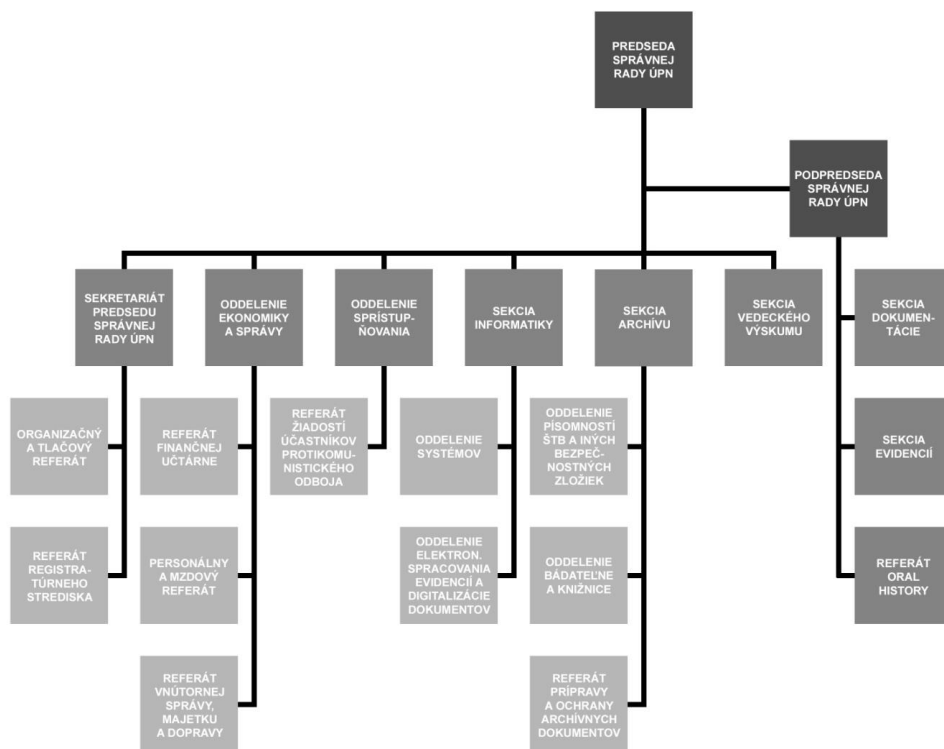 PREDSEDA
SPRÁVNEJ
RADY ÚPN
PODPREDSEDA
SPRÁVNEJ
RADY ÚPN
SEKRETARIÁT
PREDSEDU
SPRÁVNEJ
RADY ÚPN
ODDELENIE
EKONOMIKY
A SPRÁVY
ODDELENIE
SPRÍSTUP-
ŇOVANIA
SEKCIA
INFORMATIKY
SEKCIA
ARCHÍVU
SEKCIA
VEDECKÉHO
VÝSKUMU
SEKCIA
DOKUMEN-
TÁCIE
ORGANIZAČNÝ
A TLAČOVÝ
REFERÁT
REFERÁT
FINANČNEJ
UČTÁRNE
REFERÁT
ŽIADOSTÍ
ÚČASTNÍKOV
PROTIKOMU-
NISTICKÉHO
ODBOJA
ODDELENIE
SYSTÉMOV
ODDELENIE
PÍSOMNOSTÍ
ŠTB A INÝCH
BEZPEČ-
NOSTNÝCH
ZLOŽIEK
SEKCIA
EVIDENCIÍ
REFERÁT
REGISTRA-
TÚRNEHO
STREDISKA
PERSONÁLNY
A MZDOVÝ
REFERÁT
ODDELENIE
ELEKTRON.
SPRACOVANIA
EVIDENCIÍ A
DIGITALIZÁCIE
DOKUMENTOV
ODDELENIE
BÁDATEĽNE
A KNIŽNICE
REFERÁT
ORAL
HISTORY
REFERÁT
VNÚTORNEJ
SPRÁVY,
MAJETKU
A DOPRAVY
REFERÁT
PRÍPRAVY
A OCHRANY
ARCHÍVNYCH
DOKUMENTOV